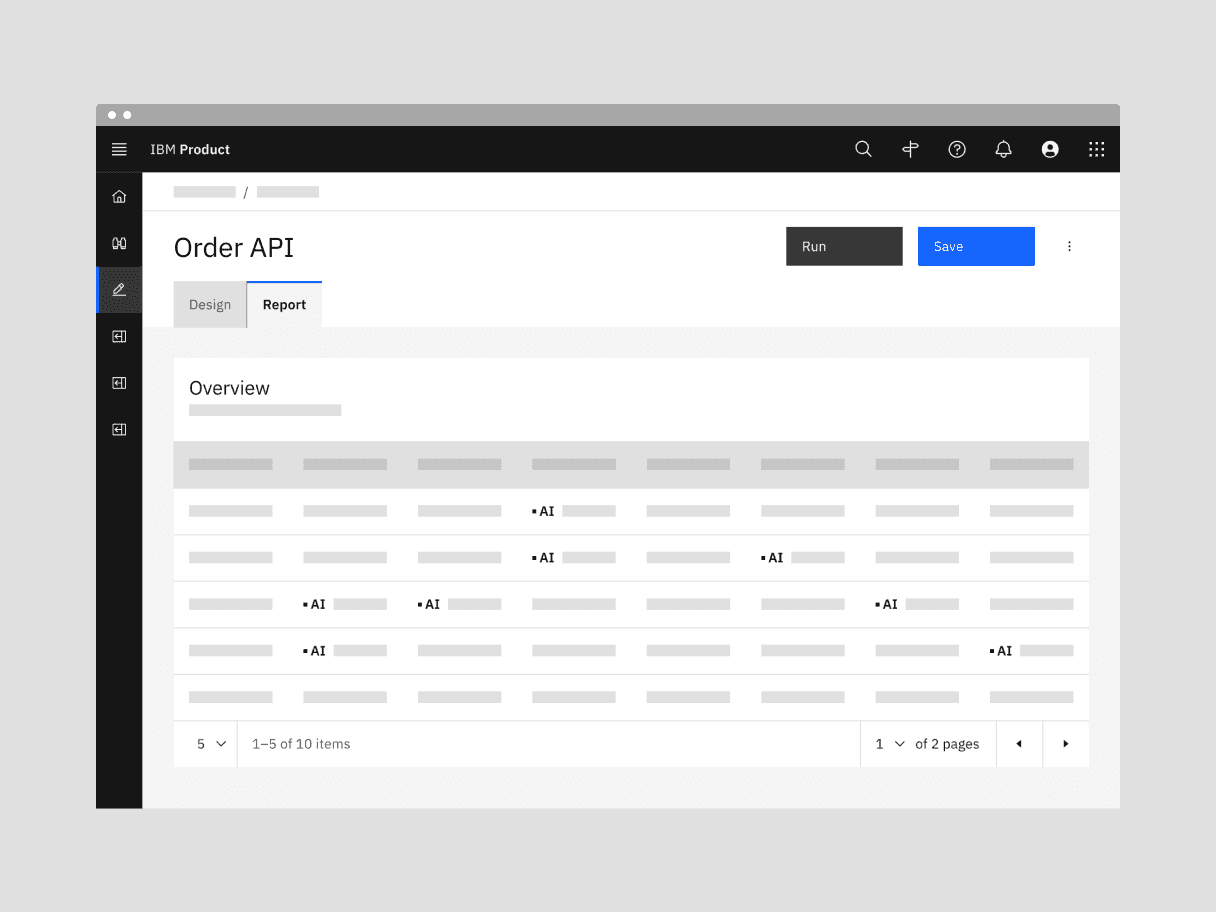 IBM Product
/
Order API
Run
Save
Design
Report
Overview
AI
AI
AI
AI
AI
AI
AI
AI
5
1–5 of 10 items
1
of 2 pages